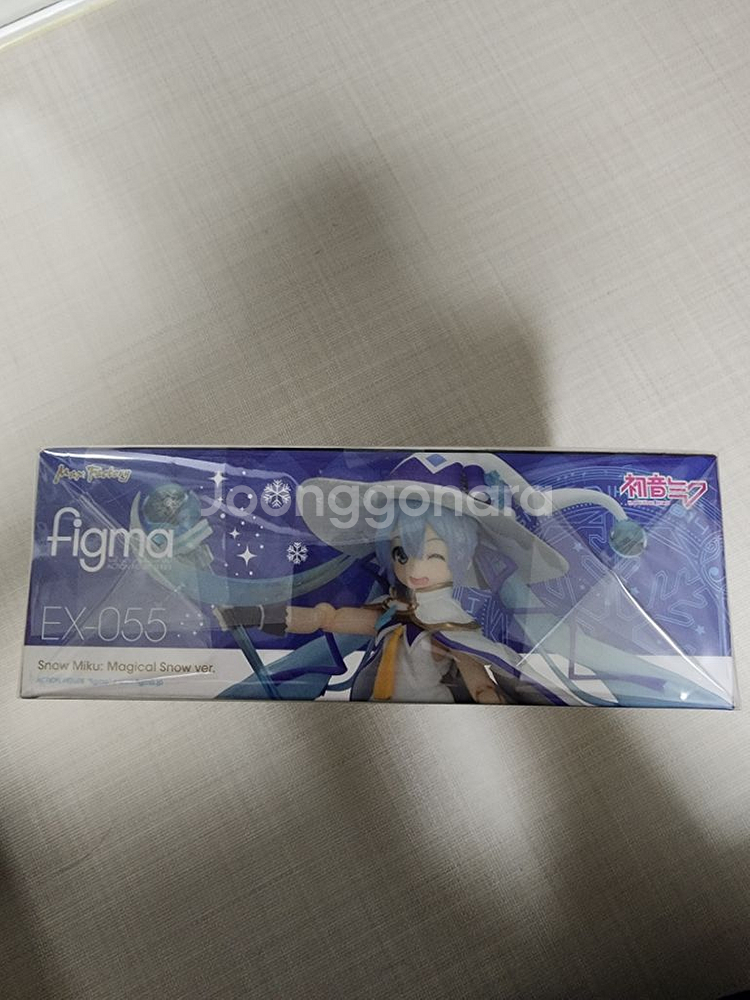 Max Factory
初音ミク
Joonggonara
figma
EX-055
Snow Miku: Magical Snow ver.